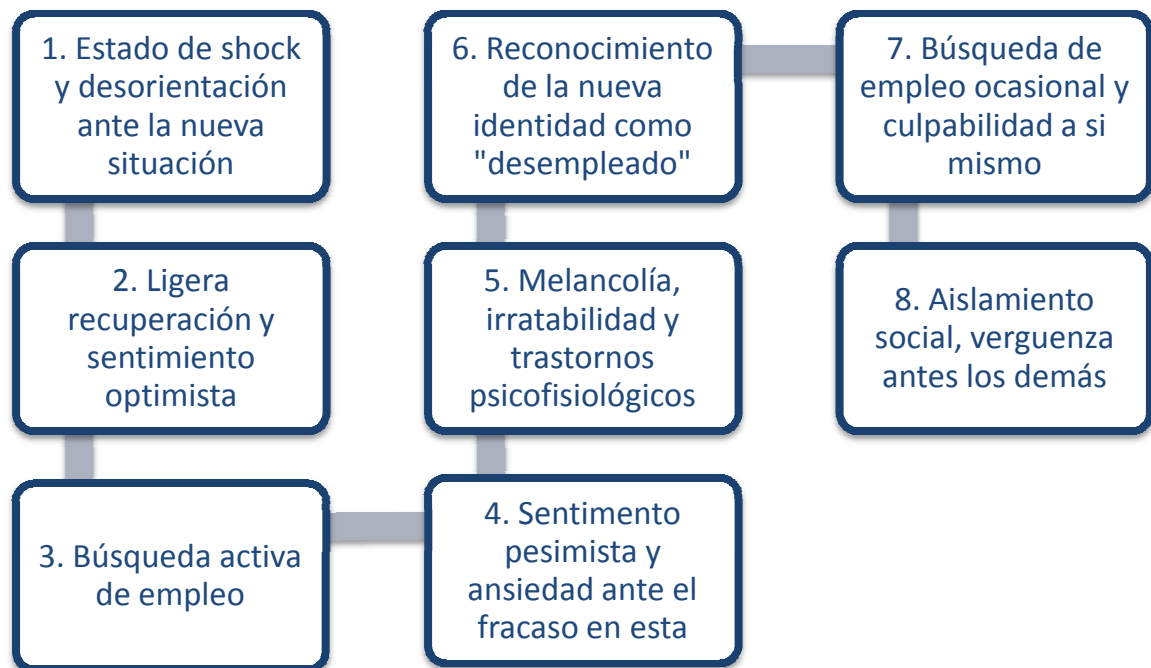 1. Estado de shock
y desorientación
ante la nueva
situación
2. Ligera
recuperación y
sentimiento
optimista
3. Búsqueda activa
de empleo
4. Sentimento
pesimista y
ansiedad ante el
fracaso en esta
5. Melancolía,
irratabilidad y
trastornos
psicofisiológicos
6. Reconocimiento
de la nueva
identidad como
"desempleado"
7. Búsqueda de
empleo ocasional y
culpabilidad a si
mismo
8. Aislamiento
social, verguenza
antes los demás